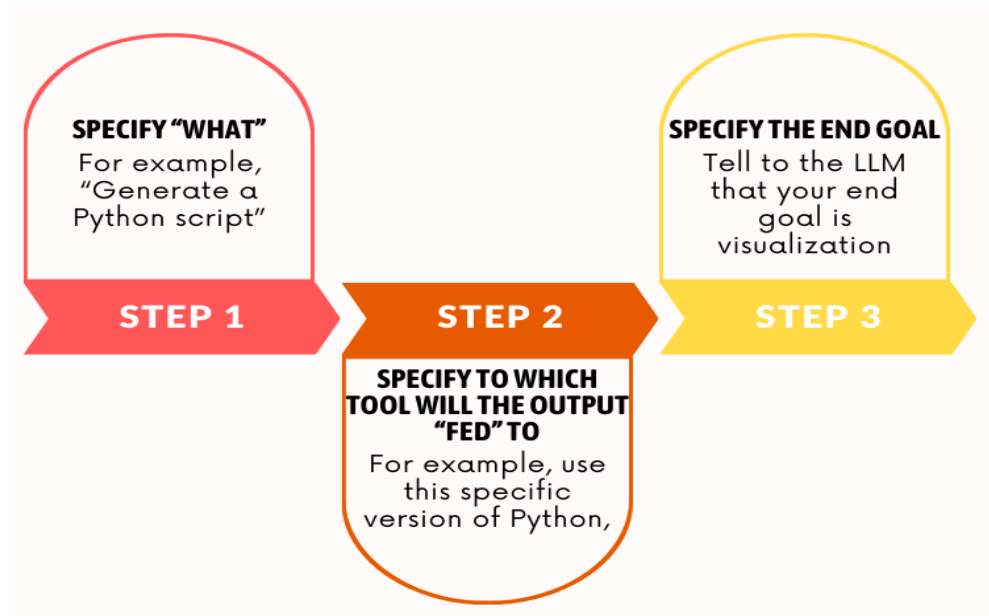 SPECIFY “WHAT”
For example,
“Generate a
Python script”
STEP 1
STEP 2
SPECIFY TO WHICH
TOOL WILL THE OUTPUT
“FED” TO
For example, use
this specific
version of Python,
SPECIFY THE END GOAL
Tell to the LLM
that your end
goal is
visualization
STEP 3